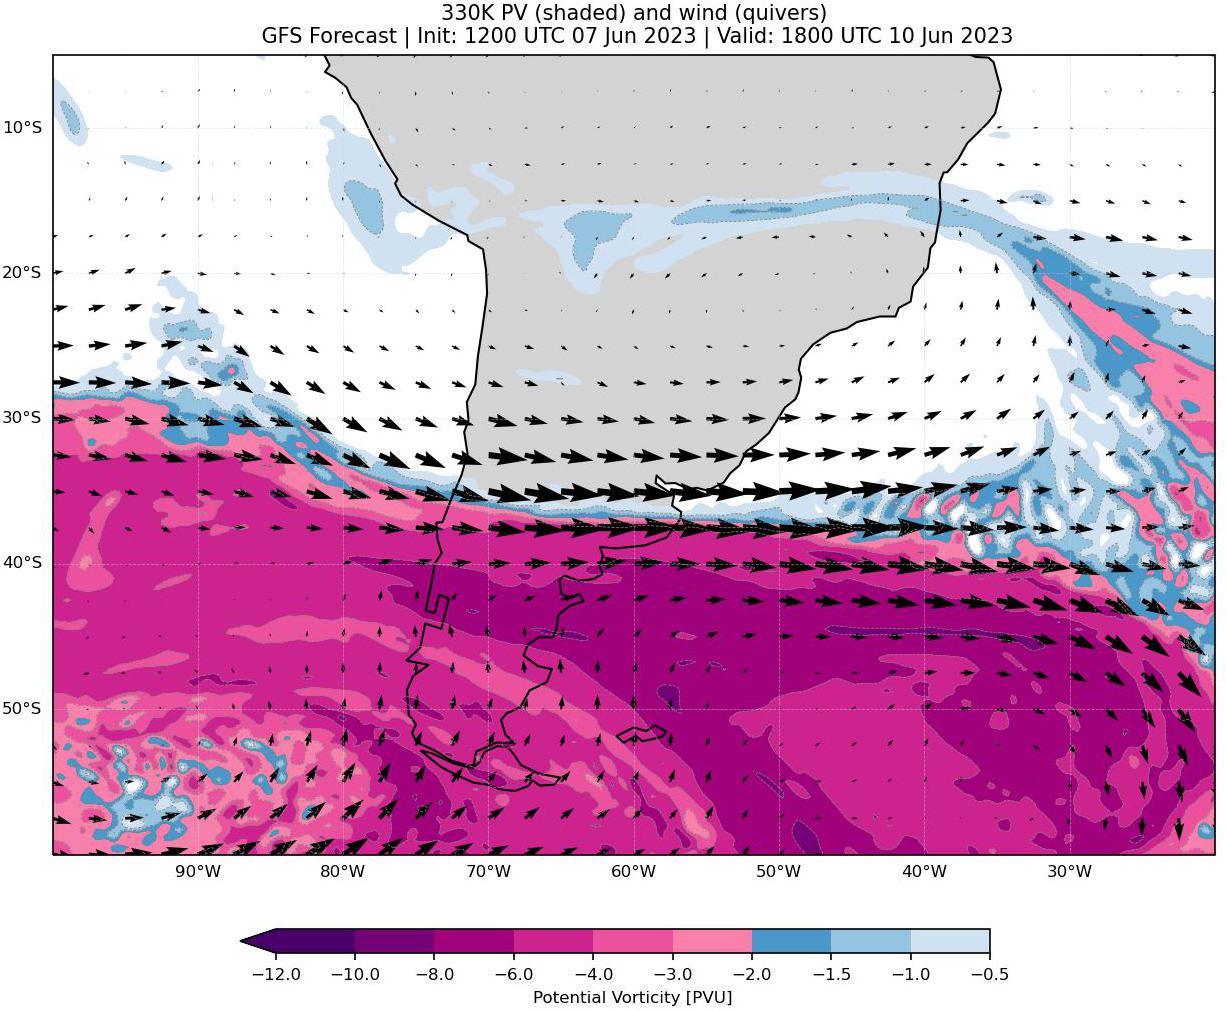 330K PV (shaded) and wind (quivers)
GFS Forecast | Init: 1200 UTC 07 Jun 2023 | Valid: 1800 UTC 10 Jun 2023
10°S
20°S
30°S
40°S
50°S
90°W 80°W 70°W 60°W 50°W 40°W 30°W
−12.0 −10.0 −8.0 −6.0 −4.0 −3.0 −2.0 −1.5 −1.0 −0.5
Potential Vorticity [PVU]